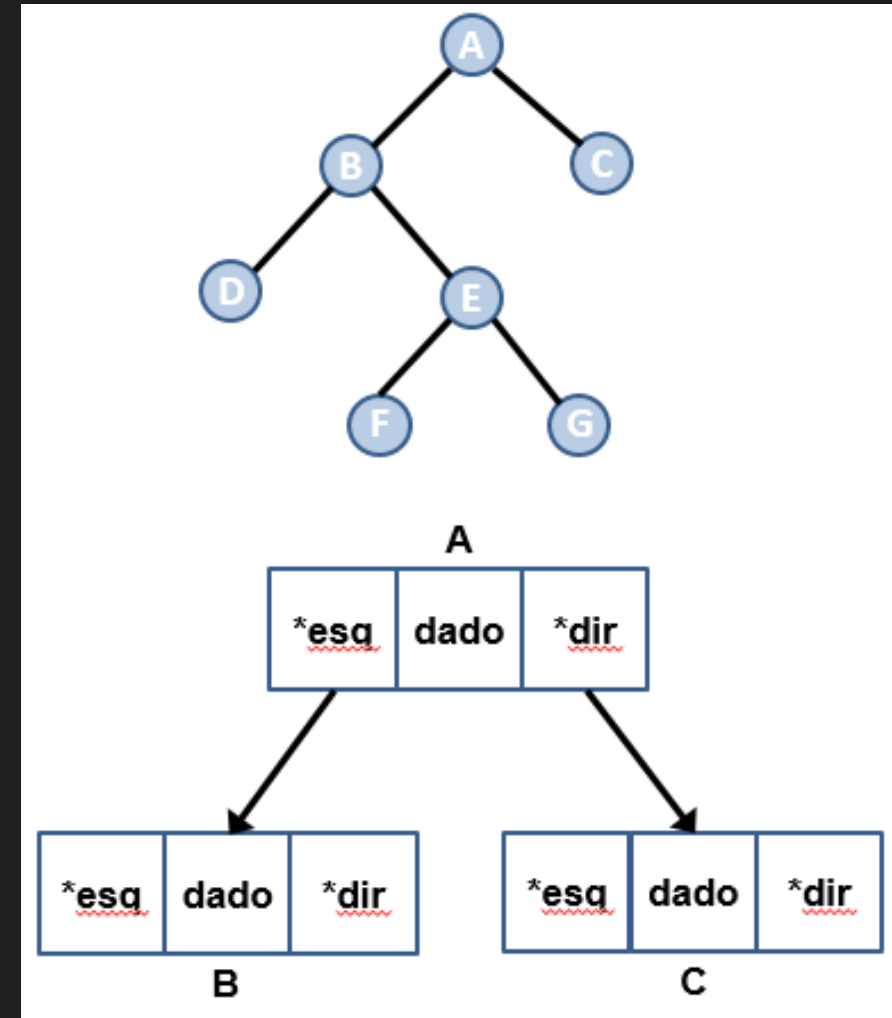 A
B C
D E
F G
A
*esq dado *dir
*esq dado *dir *esq dado *dir
B C